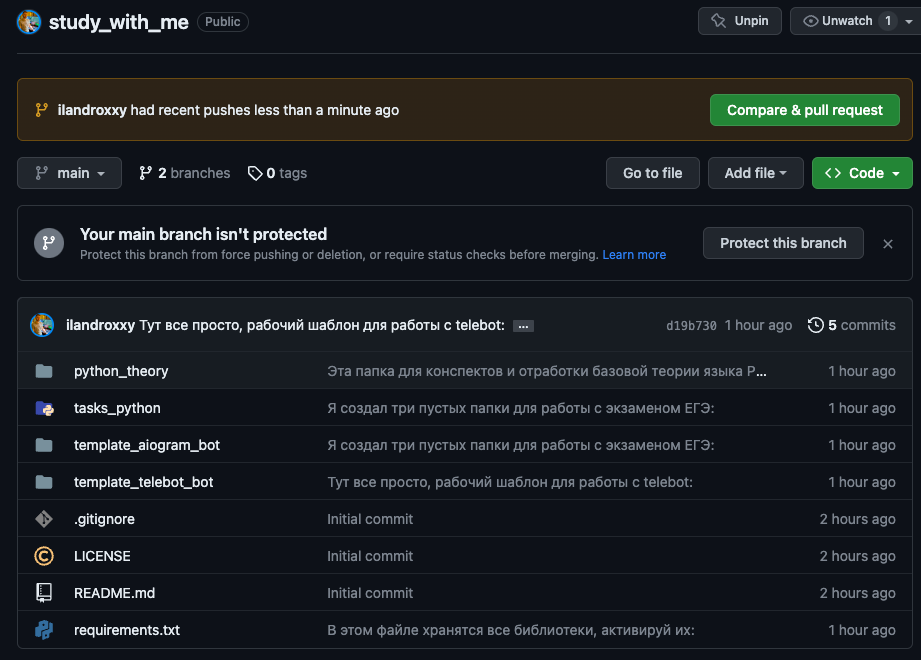 study_with_me Public Unpin Unwatch 1
ilandroxxy had recent pushes less than a minute ago Compare & pull request
main 2 branches 0 tags Go to file Add file Code
Your main branch isn't protected
Protect this branch from force pushing or deletion, or require status checks before merging. Learn more Protect this branch
ilandroxxy Тут все просто, рабочий шаблон для работы с telebot: ... d19b730 1 hour ago 5 commits
python_theory Эта папка для конспектов и отработки базовой теории языка P... 1 hour ago
tasks_python Я создал три пустых папки для работы с экзаменом ЕГЭ: 1 hour ago
template_aiogram_bot Я создал три пустых папки для работы с экзаменом ЕГЭ: 1 hour ago
template_telebot_bot Тут все просто, рабочий шаблон для работы с telebot: 1 hour ago
.gitignore Initial commit 2 hours ago
LICENSE Initial commit 2 hours ago
README.md Initial commit 2 hours ago
requirements.txt В этом файле хранятся все библиотеки, активируй их: 1 hour ago